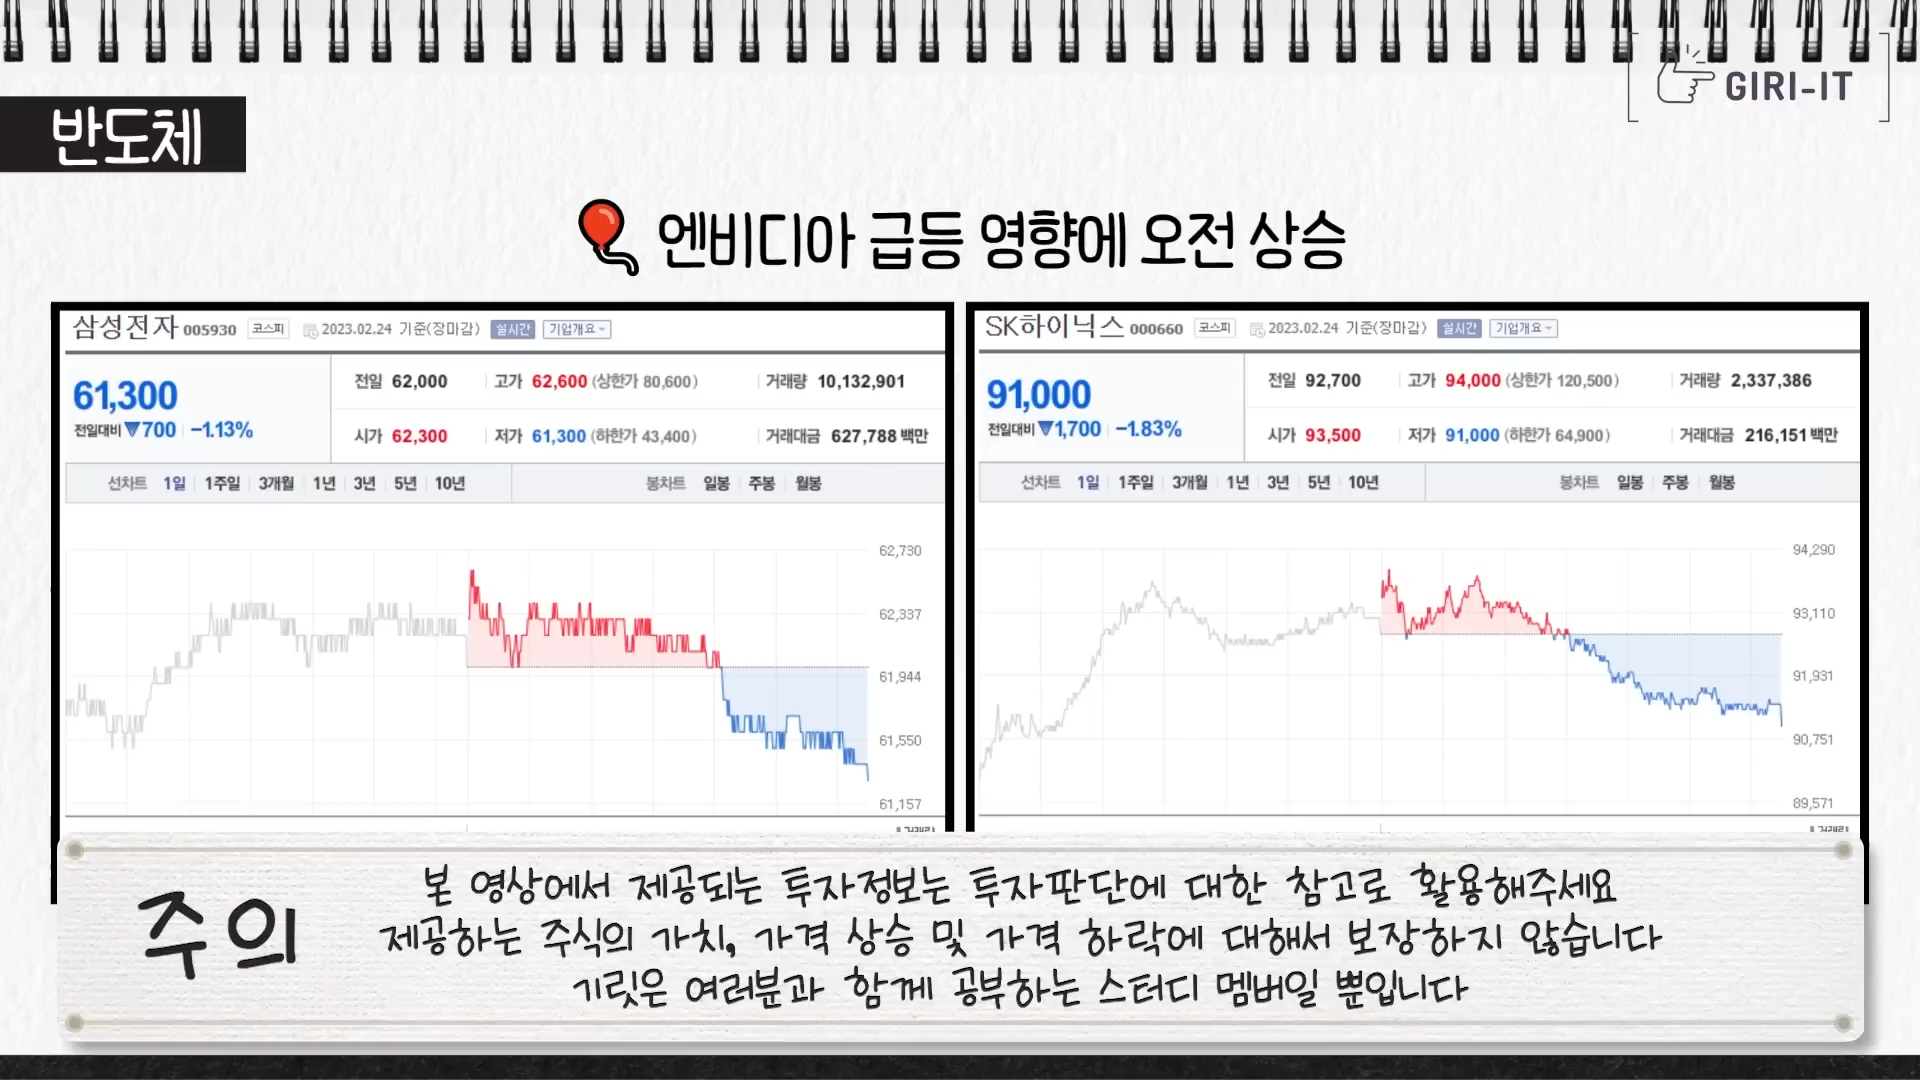 GIRI-IT
반도체
엔비디아 급등 영향에 오전 상승
삼성전자 005930 코스피 2023.02.24 기준(장마감) 실시간 기업개요
61,300
전일대비 ▼700 -1.13%
전일 62,000 고가 62,600 (상한가 80,600) 거래량 10,132,901
시가 62,300 저가 61,300 (하한가 43,400) 거래대금 627,788 백만
선차트 1일 1주일 3개월 1년 3년 5년 10년 봉차트 일봉 주봉 월봉
62,730
62,337
61,944
61,550
61,157
SK하이닉스 000660 코스피 2023.02.24 기준(장마감) 실시간 기업개요
91,000
전일대비 ▼1,700 -1.83%
전일 92,700 고가 94,000 (상한가 120,500) 거래량 2,337,386
시가 93,500 저가 91,000 (하한가 64,900) 거래대금 216,151 백만
선차트 1일 1주일 3개월 1년 3년 5년 10년 봉차트 일봉 주봉 월봉
94,290
93,110
91,931
90,751
89,571
주의
본 영상에서 제공되는 투자정보는 투자판단에 대한 참고로 활용해주세요
제공하는 주식의 가치, 가격 상승 및 가격 하락에 대해서 보장하지 않습니다
기릿은 여러분과 함께 공부하는 스터디 멤버일 뿐입니다